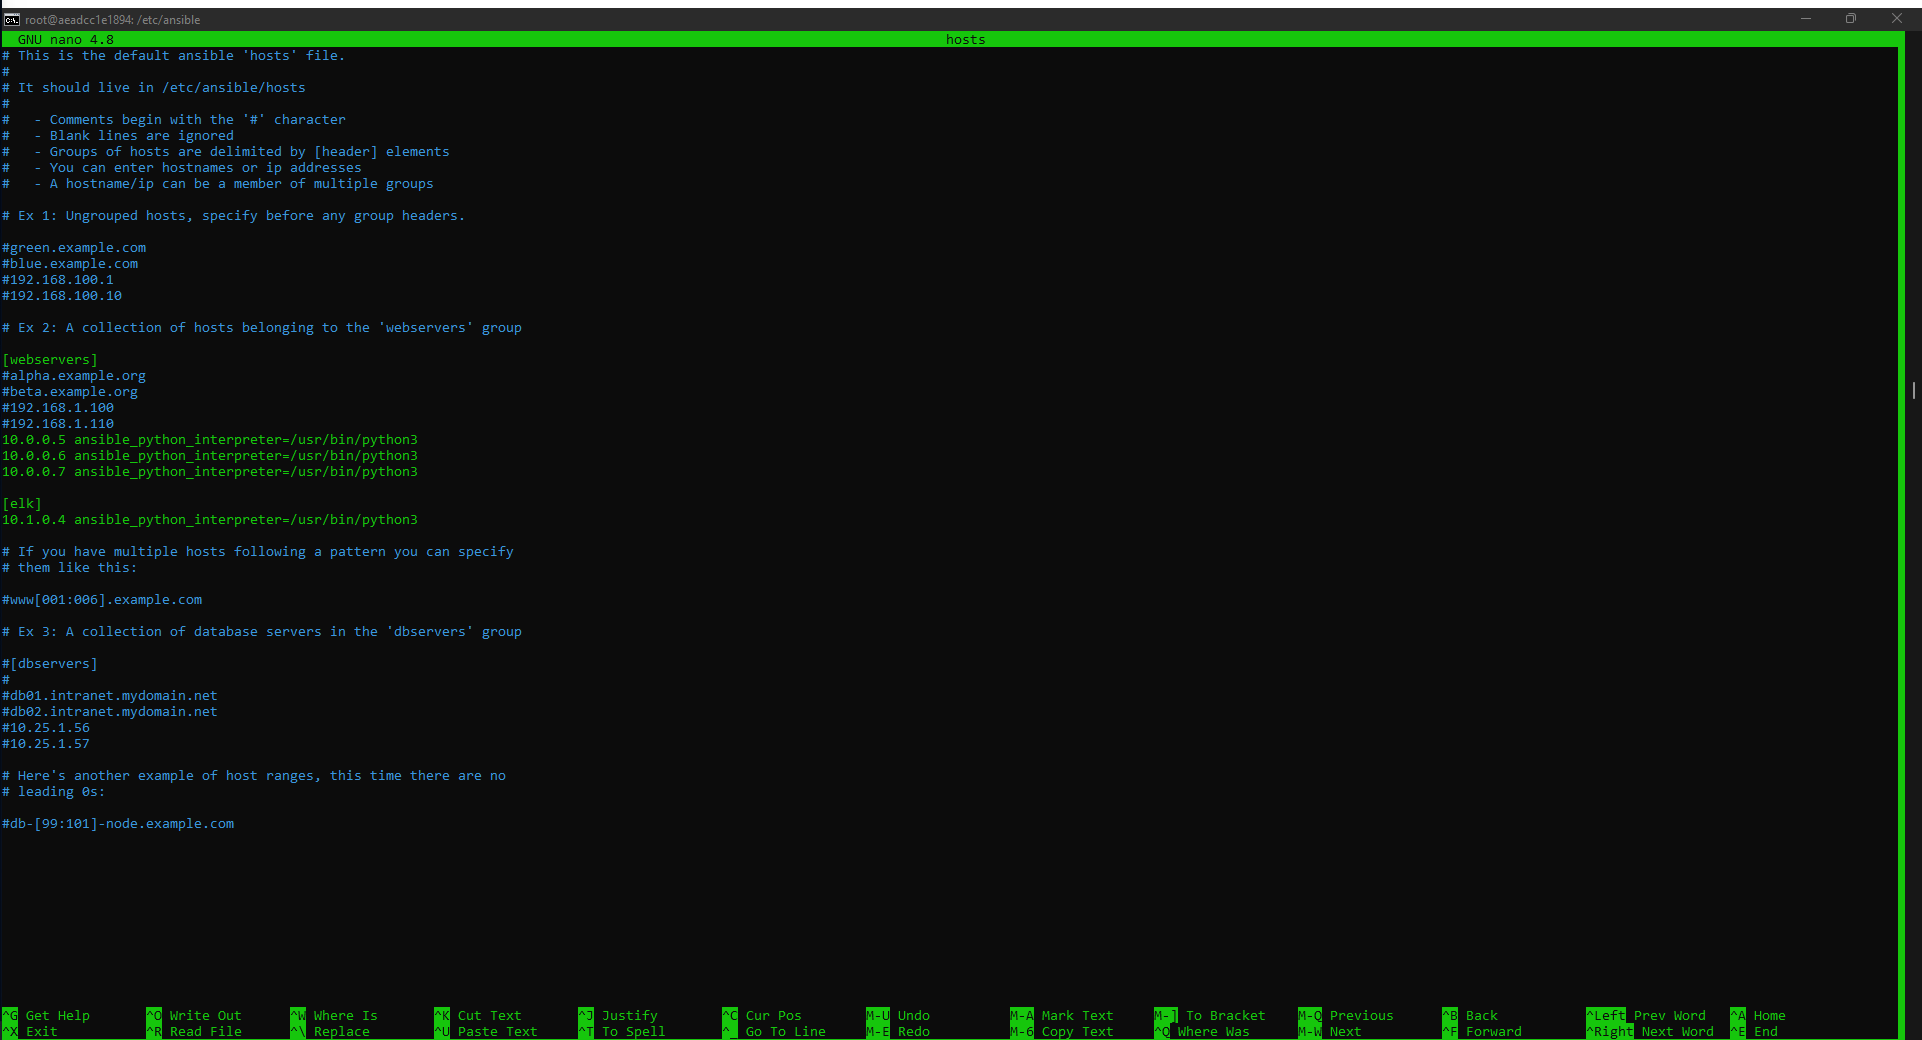 root@aeadcc1e1894: /etc/ansible
GNU nano 4.8 hosts
# This is the default ansible 'hosts' file.
#
# It should live in /etc/ansible/hosts
#
#   - Comments begin with the '#' character
#   - Blank lines are ignored
#   - Groups of hosts are delimited by [header] elements
#   - You can enter hostnames or ip addresses
#   - A hostname/ip can be a member of multiple groups
# Ex 1: Ungrouped hosts, specify before any group headers.
#green.example.com
#blue.example.com
#192.168.100.1
#192.168.100.10
# Ex 2: A collection of hosts belonging to the 'webservers' group
[webservers]
#alpha.example.org
#beta.example.org
#192.168.1.100
#192.168.1.110
10.0.0.5 ansible_python_interpreter=/usr/bin/python3
10.0.0.6 ansible_python_interpreter=/usr/bin/python3
10.0.0.7 ansible_python_interpreter=/usr/bin/python3
[elk]
10.1.0.4 ansible_python_interpreter=/usr/bin/python3
# If you have multiple hosts following a pattern you can specify
# them like this:
#www[001:006].example.com
# Ex 3: A collection of database servers in the 'dbservers' group
#[dbservers]
#
#db01.intranet.mydomain.net
#db02.intranet.mydomain.net
#10.25.1.56
#10.25.1.57
# Here's another example of host ranges, this time there are no
# leading 0s:
#db-[99:101]-node.example.com
^G Get Help ^O Write Out ^W Where Is ^K Cut Text ^J Justify ^C Cur Pos M-U Undo M-A Mark Text M-] To Bracket M-Q Previous ^B Back ^Left Prev Word ^A Home
^X Exit ^R Read File ^\ Replace ^U Paste Text ^T To Spell ^_ Go To Line M-E Redo M-6 Copy Text ^Q Where Was M-W Next ^F Forward ^Right Next Word ^E End